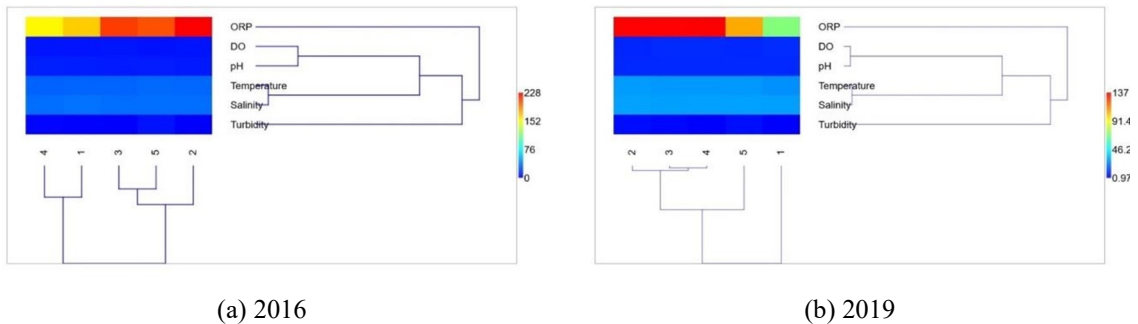 ORP
DO
pH
Temperature
Salinity
Turbidity
228
152
76
0
4 1 3 5 2
(a) 2016
ORP
DO
pH
Temperature
Salinity
Turbidity
137
91.4
46.2
0.97
2 3 4 5 1
(b) 2019